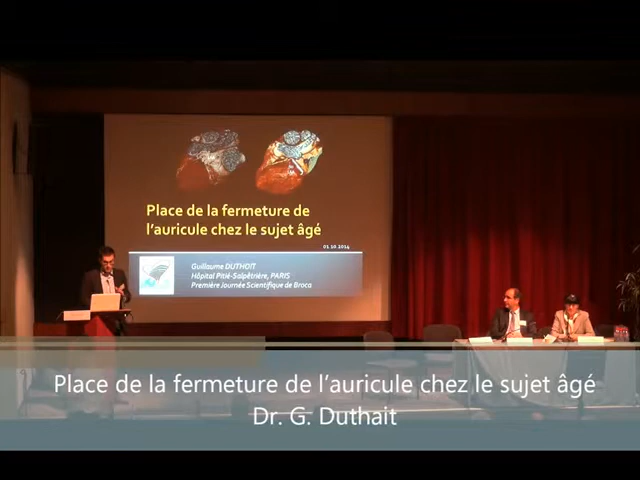 Place de la fermeture de
l'auricule chez le sujet âgé
01.10.2014
Guillaume DUTHOIT
Hôpital Pitié-Salpêtrière, PARIS
Première Journée Scientifique de Broca
Place de la fermeture de l'auricule chez le sujet âgé
Dr. G. Duthait